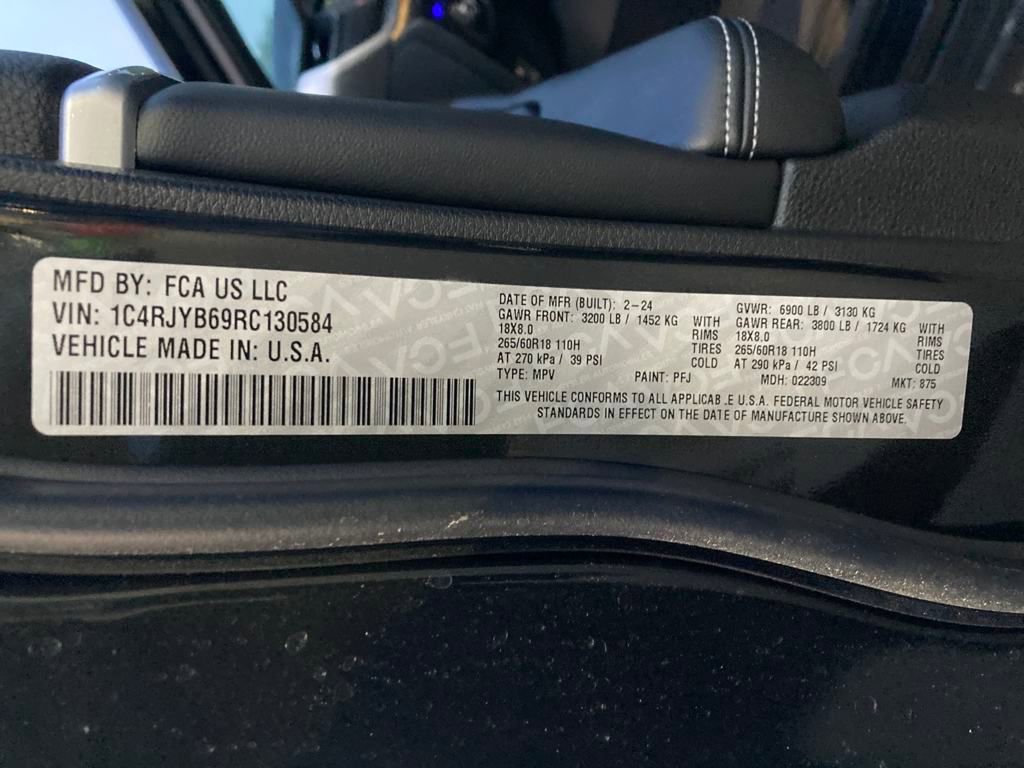 MFD BY: FCA US LLC
VIN: 1C4RJYB69RC130584
VEHICLE MADE IN: U.S.A.
DATE OF MFR (BUILT): 2-24
GAWR FRONT: 3200 LB / 1452 KG WITH
18X8.0 RIMS
265/60R18 110H TIRES
AT 270 kPa / 39 PSI COLD
TYPE: MPV PAINT: PFJ
GVWR: 6900 LB / 3130 KG
GAWR REAR: 3800 LB / 1724 KG WITH
18X8.0 RIMS
265/60R18 110H TIRES
AT 290 kPa / 42 PSI COLD
MDH: 022309 MKT: 875
THIS VEHICLE CONFORMS TO ALL APPLICAB.E U.S.A. FEDERAL MOTOR VEHICLE SAFETY
STANDARDS IN EFFECT ON THE DATE OF MANUFACTURE SHOWN ABOVE.